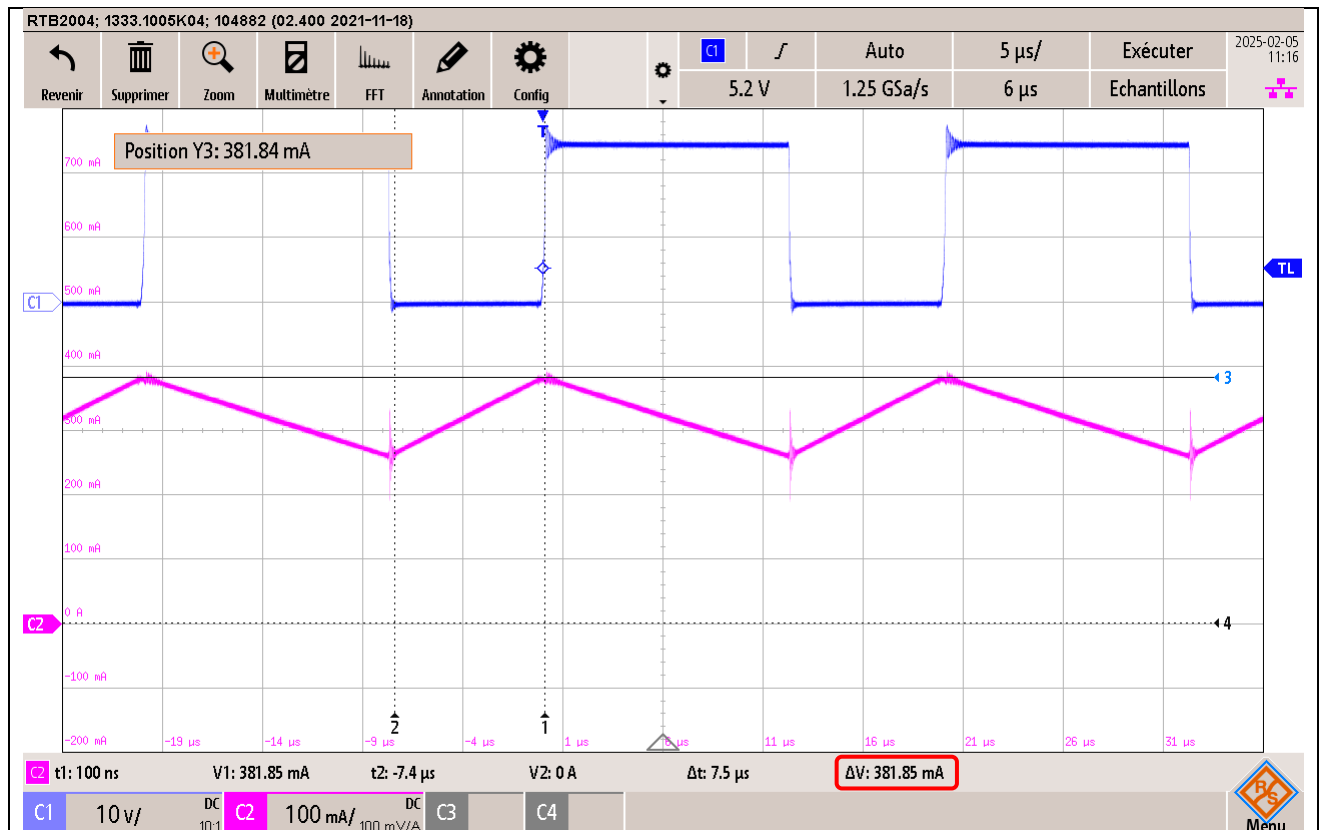 RTB2004; 1333.1005K04; 104882 (02.400 2021-11-18)
Revenir Supprimer Zoom Multimètre FFT Annotation Config
C1 Auto 5 µs/ Exécuter 2025-02-05
11:16
5.2 V 1.25 GSa/s 6 µs Echantillons
T
Position Y3: 381.84 mA
700 mA
600 mA
TL
500 mA
C1
400 mA
3
300 mA
200 mA
100 mA
0 A
C2 4
-100 mA
2 1
-200 mA -19 µs -14 µs -9 µs -4 µs 1 µs 6 µs 11 µs 16 µs 21 µs 26 µs 31 µs
C2 t1: 100 ns V1: 381.85 mA t2: -7.4 µs V2: 0 A Δt: 7.5 µs ΔV: 381.85 mA
C1 10 V/ DC 10:1 C2 100 mA/ DC 100 mV/A C3 C4
R&S
Menu